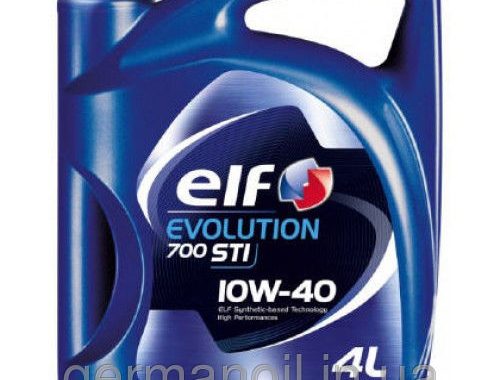 elf
EVOLUTION
700 STI
10W-40
ELF Synthetic-based Technology
High Performances
4L
germanoil.in.ua